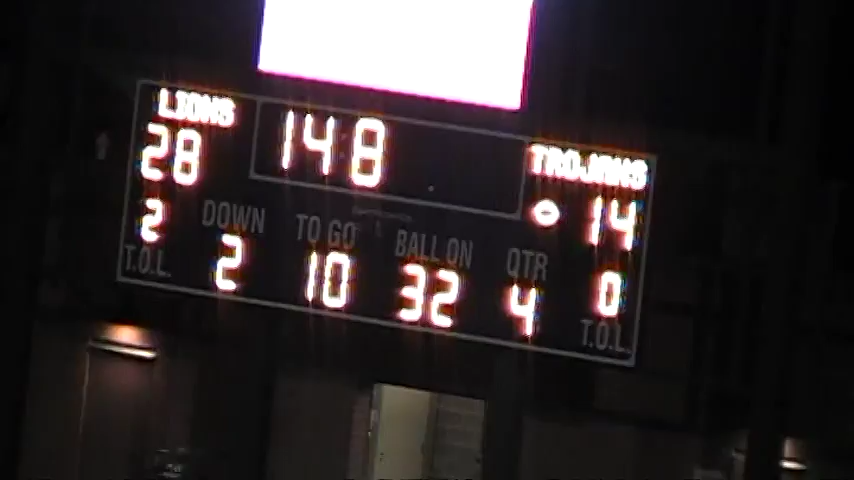 LIONS
28
14 8
TROJANS
14
2
T.O.L.
DOWN
2
TO GO
10
BALL ON
32
QTR
4
0
T.O.L.